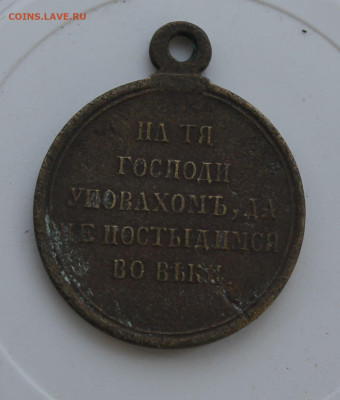 COINS.LAVE.RU
НА ТЯ
ГОСПОДИ
УПОВАХОМЪ, ДА
НЕ ПОСТЫДИМСЯ
ВО ВѢКИ.